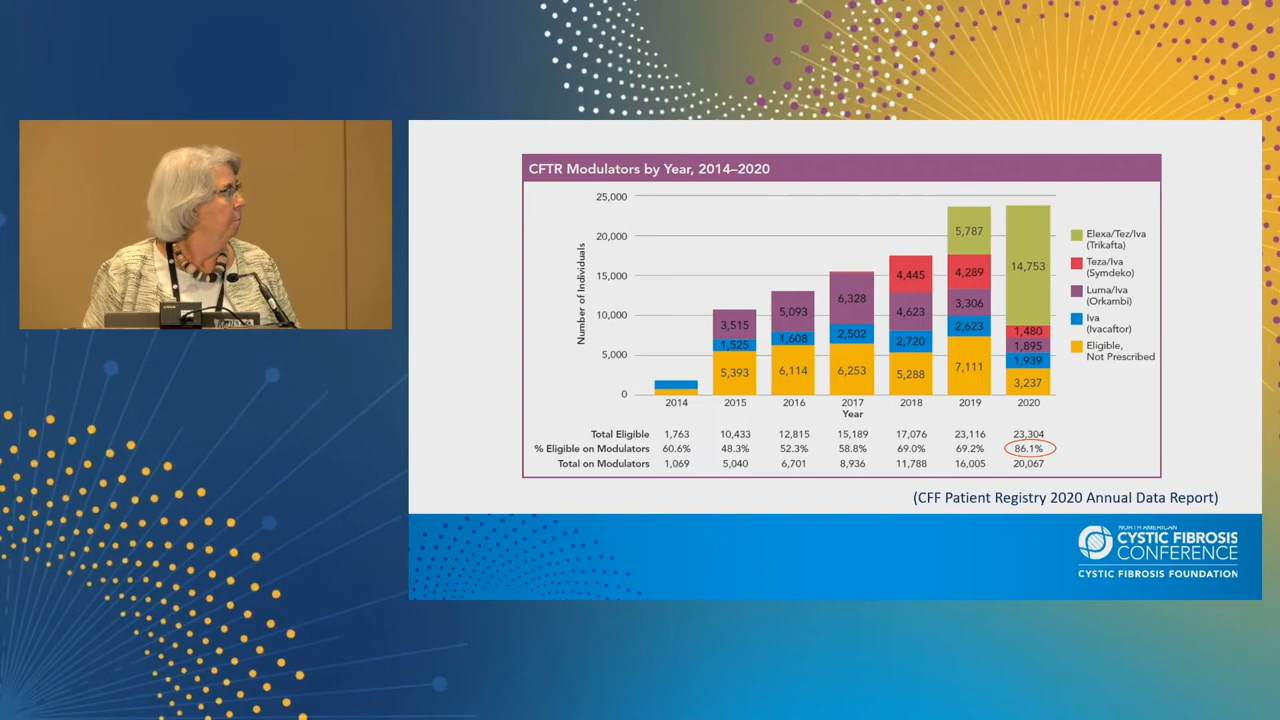 CFTR Modulators by Year, 2014–2020
Number of Individuals
25,000
20,000
15,000
10,000
5,000
0
3,515
1,525
5,393
5,093
1,608
6,114
6,328
2,502
6,253
4,445
4,623
2,720
5,288
5,787
4,289
3,306
2,623
7,111
14,753
1,480
1,895
1,939
3,237
2014 2015 2016 2017 2018 2019 2020
Year
Elexa/Tez/Iva
(Trikafta)
Teza/Iva
(Symdeko)
Luma/Iva
(Orkambi)
Iva
(Ivacaftor)
Eligible,
Not Prescribed
Total Eligible 1,763 10,433 12,815 15,189 17,076 23,116 23,304
% Eligible on Modulators 60.6% 48.3% 52.3% 58.8% 69.0% 69.2% 86.1%
Total on Modulators 1,069 5,040 6,701 8,936 11,788 16,005 20,067
(CFF Patient Registry 2020 Annual Data Report)
NORTH AMERICAN
CYSTIC FIBROSIS
CONFERENCE
CYSTIC FIBROSIS FOUNDATION